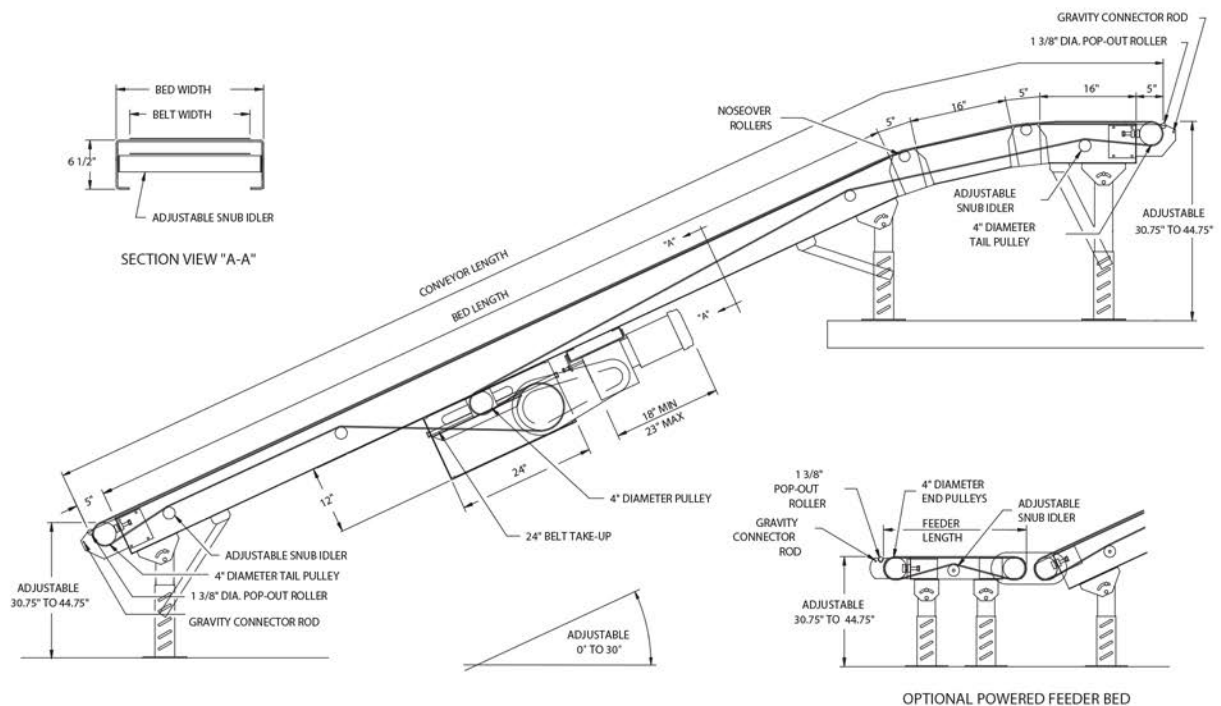 GRAVITY CONNECTOR ROD
1 3/8" DIA. POP-OUT ROLLER
BED WIDTH
BELT WIDTH
6 1/2"
ADJUSTABLE SNUB IDLER
SECTION VIEW "A-A"
NOSEOVER
ROLLERS
5"
16"
5"
16"
5"
ADJUSTABLE
SNUB IDLER
4" DIAMETER
TAIL PULLEY
ADJUSTABLE
30.75" TO 44.75"
CONVEYOR LENGTH
BED LENGTH
"A"
"A"
18" MIN
23" MAX
24"
12"
5"
4" DIAMETER PULLEY
24" BELT TAKE-UP
ADJUSTABLE SNUB IDLER
4" DIAMETER TAIL PULLEY
1 3/8" DIA. POP-OUT ROLLER
GRAVITY CONNECTOR ROD
ADJUSTABLE
30.75" TO 44.75"
ADJUSTABLE
0° TO 30°
1 3/8"
POP-OUT
ROLLER
GRAVITY
CONNECTOR
ROD
4" DIAMETER
END PULLEYS
FEEDER
LENGTH
ADJUSTABLE
SNUB IDLER
ADJUSTABLE
30.75" TO 44.75"
OPTIONAL POWERED FEEDER BED